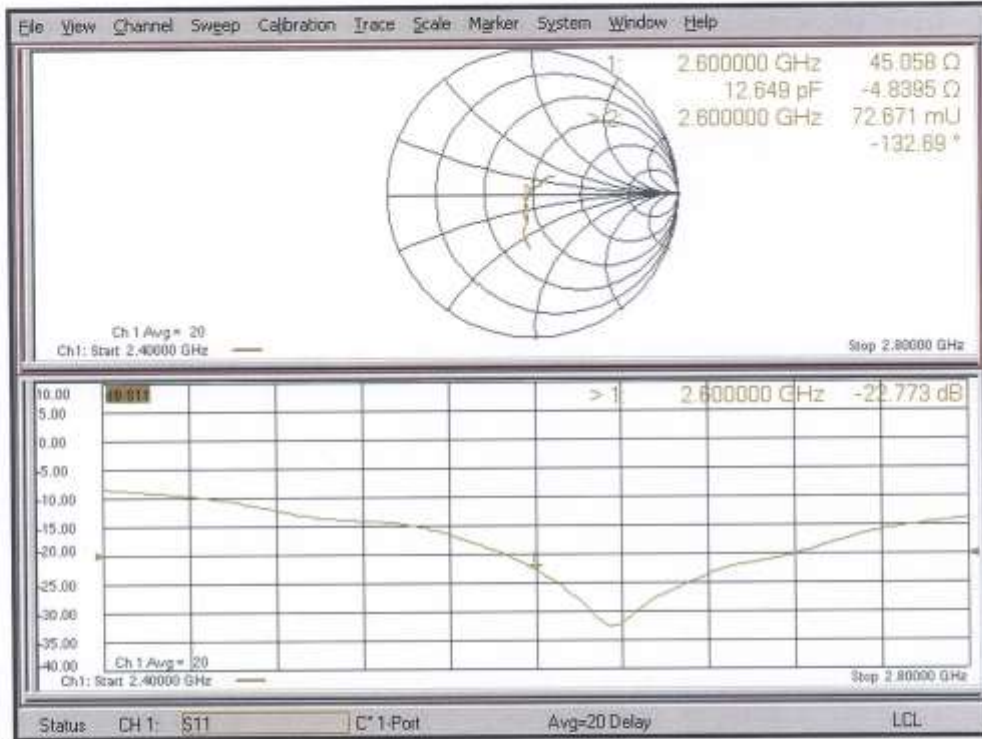 File View Channel Sweep Calibration Trace Scale Marker System Window Help
1: 2.600000 GHz 45.058 Ω
12.649 pF -4.8395 Ω
> 2: 2.600000 GHz 72.671 mU
-132.69 °
Ch 1 Avg = 20
Ch1: Start 2.40000 GHz
Stop 2.80000 GHz
10.00
> 1: 2.600000 GHz -22.773 dB
5.00
0.00
-5.00
-10.00
-15.00
-20.00
-25.00
-30.00
-35.00
-40.00
Ch 1 Avg = 20
Ch1: Start 2.40000 GHz
Stop 2.80000 GHz
Status CH 1: S11 C* 1-Port Avg=20 Delay LCL